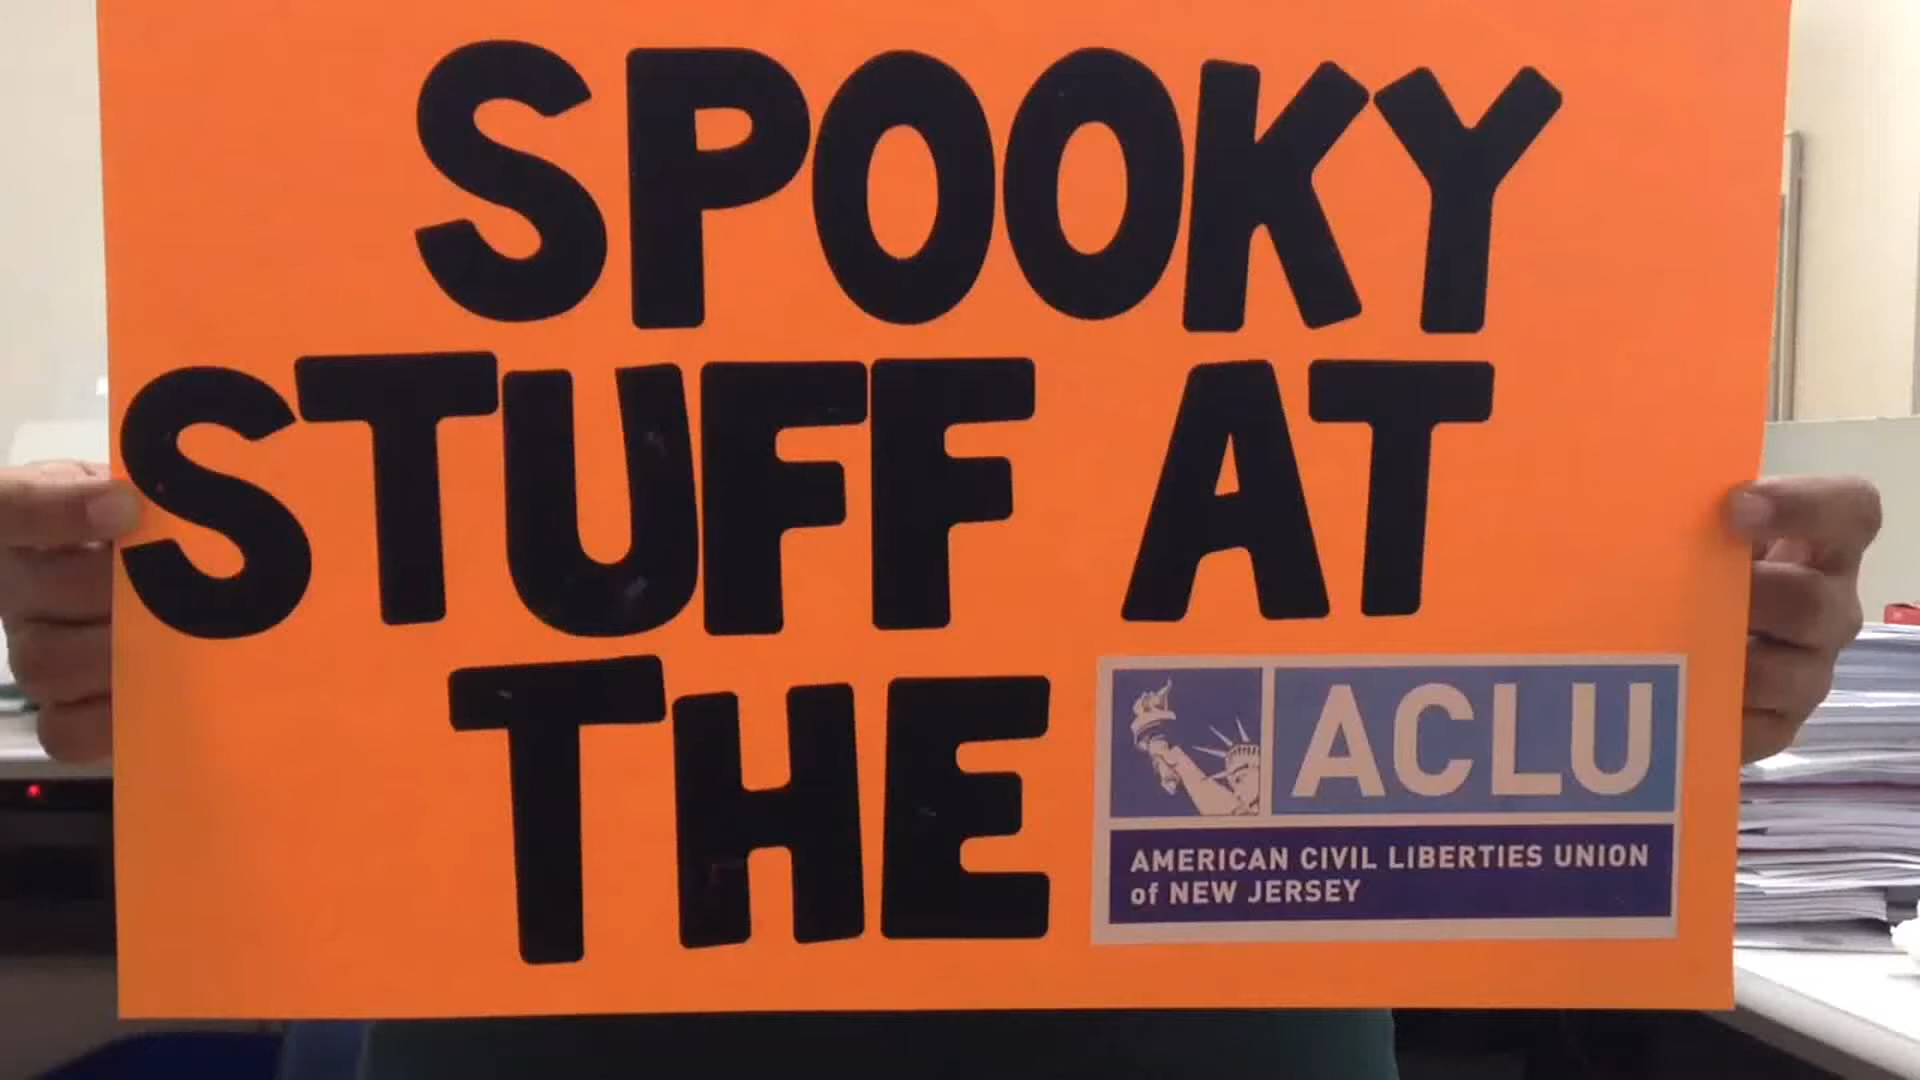 SPOOKY
STUFF AT
THE
ACLU
AMERICAN CIVIL LIBERTIES UNION
of NEW JERSEY